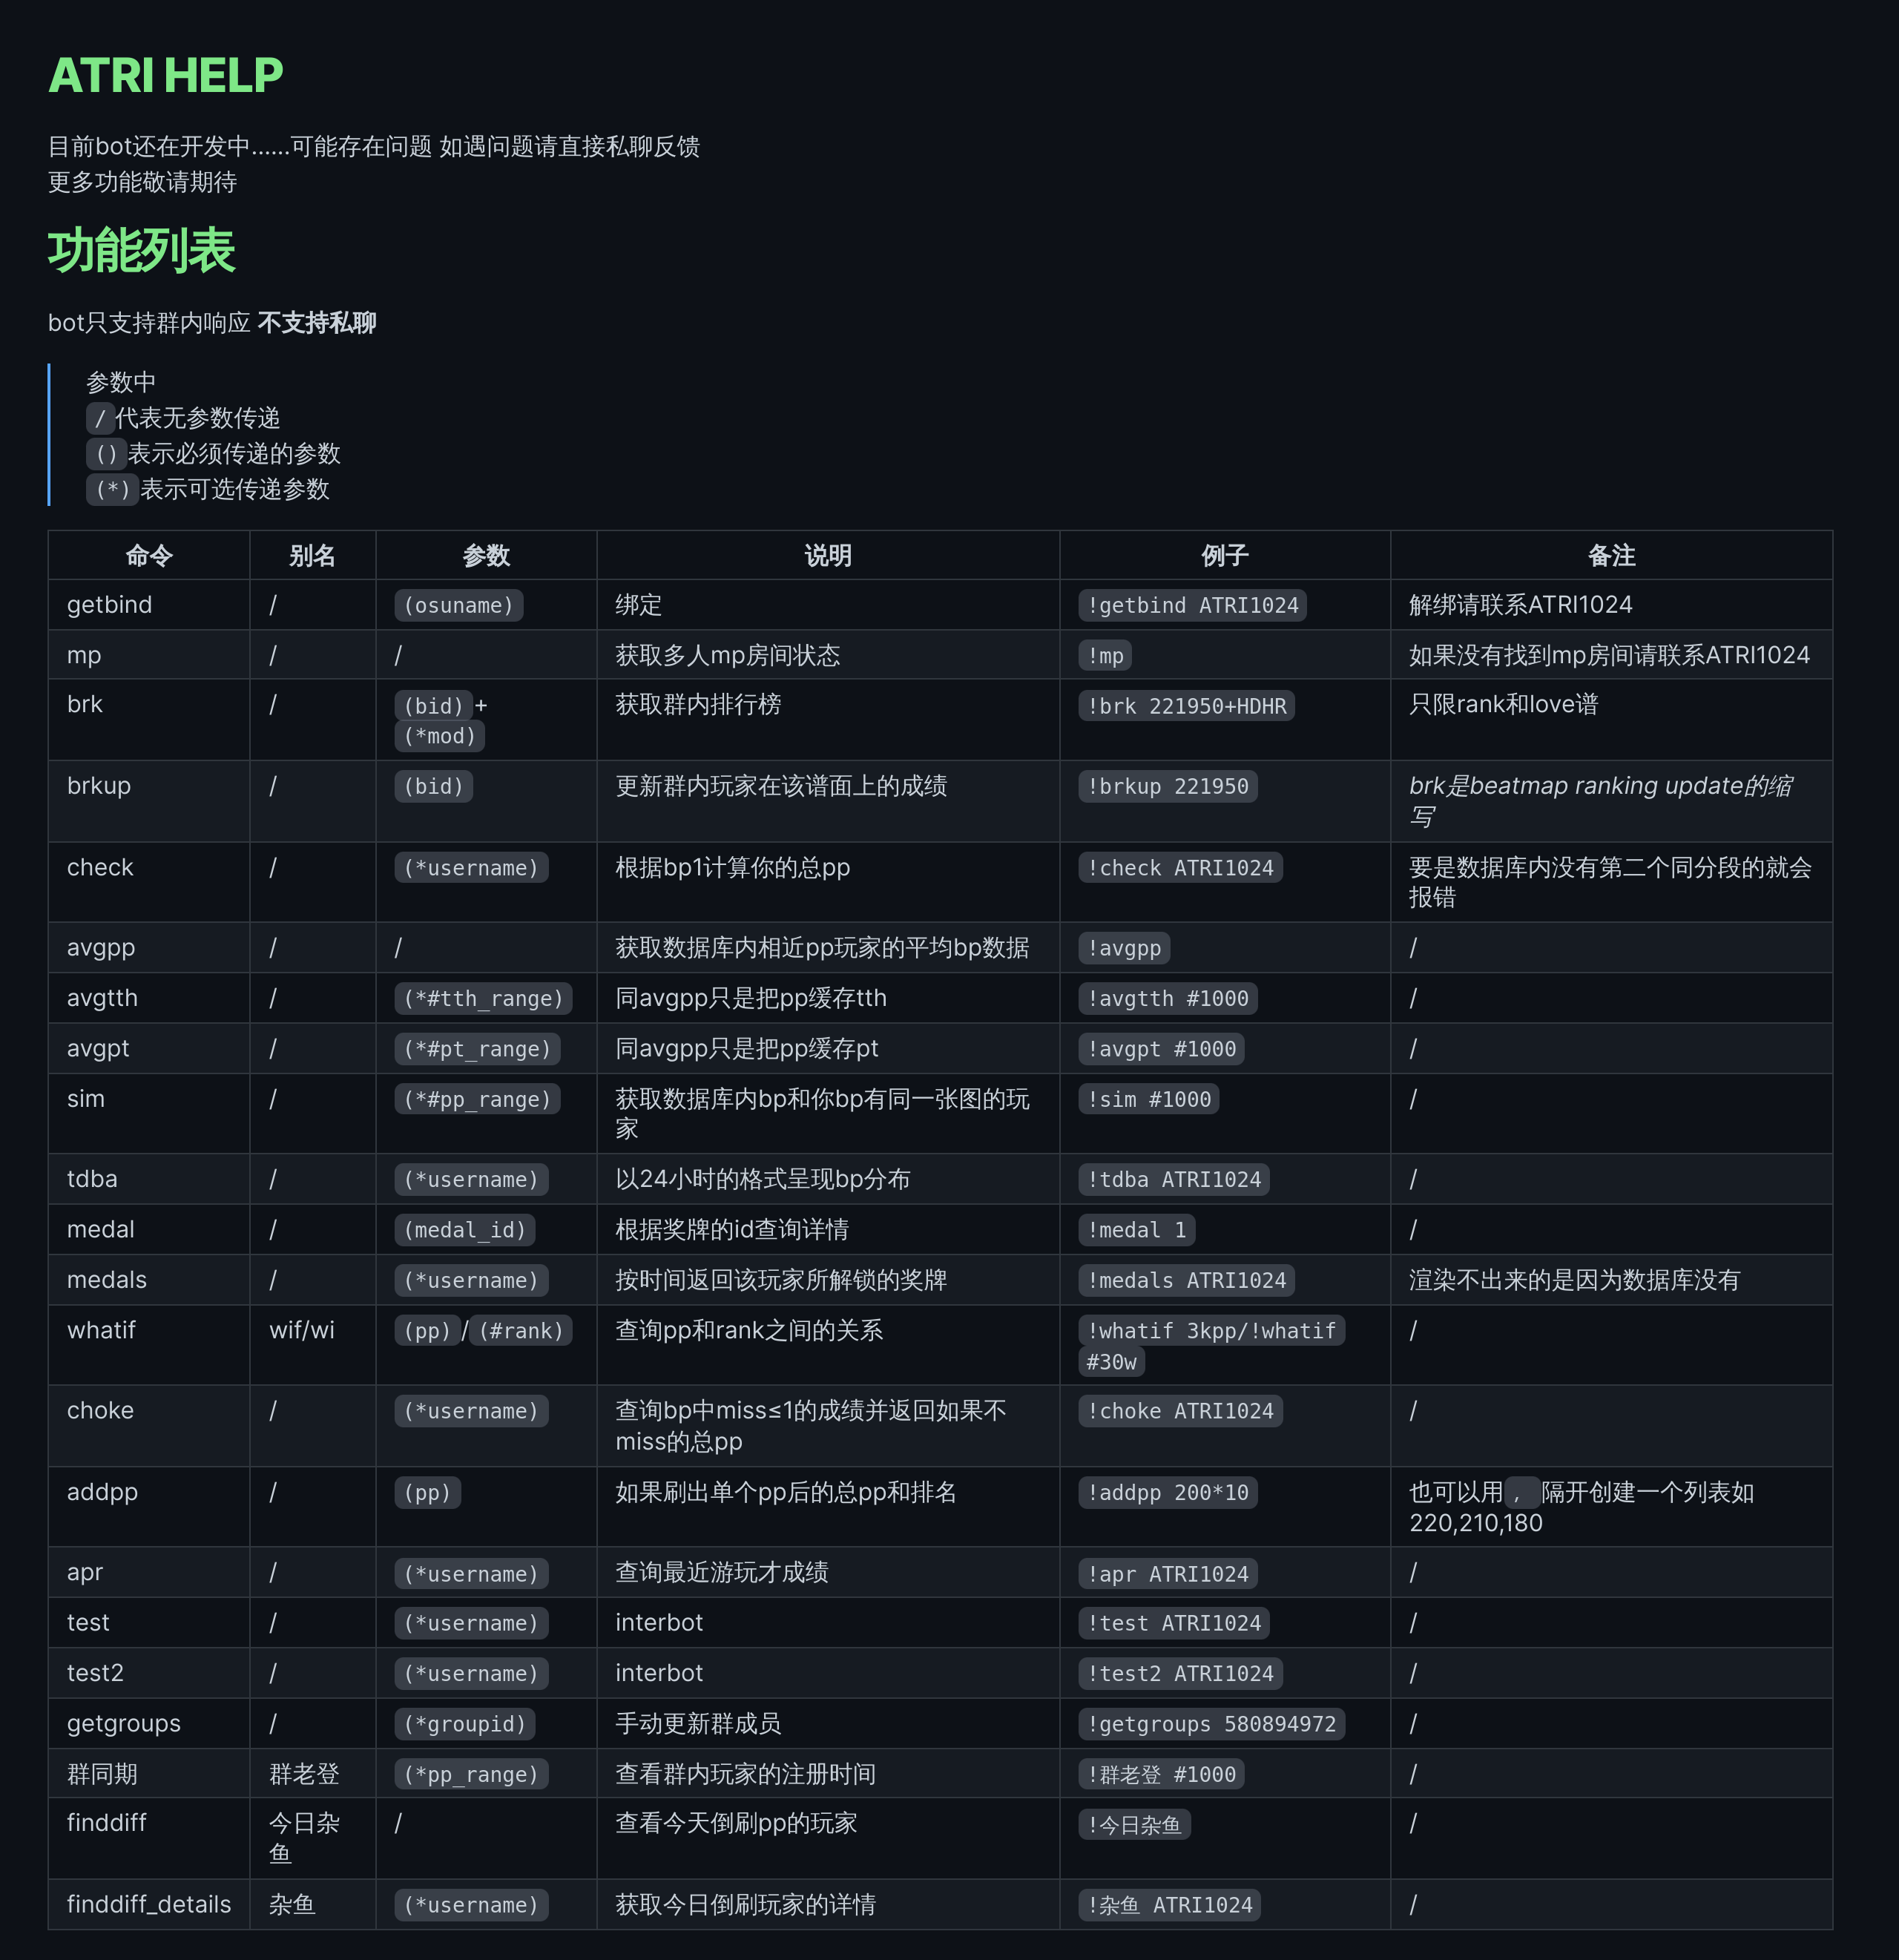 ATRI HELP
目前bot还在开发中......可能存在问题 如遇问题请直接私聊反馈
更多功能敬请期待
功能列表
bot只支持群内响应 不支持私聊
参数中
/代表无参数传递
()表示必须传递的参数
(*)表示可选传递参数
命令 别名 参数 说明 例子 备注
getbind / (osuname) 绑定 !getbind ATRI1024 解绑请联系ATRI1024
mp / / 获取多人mp房间状态 !mp 如果没有找到mp房间请联系ATRI1024
brk / (bid)+ 获取群内排行榜 !brk 221950+HDHR 只限rank和love谱
(*mod)
brkup / (bid) 更新群内玩家在该谱面上的成绩 !brkup 221950 brk是beatmap ranking update的缩
写
check / (*username) 根据bp1计算你的总pp !check ATRI1024 要是数据库内没有第二个同分段的就会
报错
avgpp / / 获取数据库内相近pp玩家的平均bp数据 !avgpp /
avgtth / (*#tth_range) 同avgpp只是把pp缓存tth !avgtth #1000 /
avgpt / (*#pt_range) 同avgpp只是把pp缓存pt !avgpt #1000 /
sim / (*#pp_range) 获取数据库内bp和你bp有同一张图的玩 !sim #1000 /
家
tdba / (*username) 以24小时的格式呈现bp分布 !tdba ATRI1024 /
medal / (medal_id) 根据奖牌的id查询详情 !medal 1 /
medals / (*username) 按时间返回该玩家所解锁的奖牌 !medals ATRI1024 渲染不出来的是因为数据库没有
whatif wif/wi (pp)/(#rank) 查询pp和rank之间的关系 !whatif 3kpp/!whatif /
#30w
choke / (*username) 查询bp中miss≤1的成绩并返回如果不 !choke ATRI1024 /
miss的总pp
addpp / (pp) 如果刷出单个pp后的总pp和排名 !addpp 200*10 也可以用，隔开创建一个列表如
220,210,180
apr / (*username) 查询最近游玩才成绩 !apr ATRI1024 /
test / (*username) interbot !test ATRI1024 /
test2 / (*username) interbot !test2 ATRI1024 /
getgroups / (*groupid) 手动更新群成员 !getgroups 580894972 /
群同期 群老登 (*pp_range) 查看群内玩家的注册时间 !群老登 #1000 /
finddiff 今日杂 / 查看今天倒刷pp的玩家 !今日杂鱼 /
鱼
finddiff_details 杂鱼 (*username) 获取今日倒刷玩家的详情 !杂鱼 ATRI1024 /